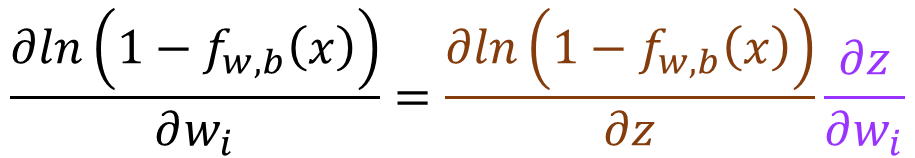 ∂ln(1 − f_{w,b}(x))/∂w_i = ∂ln(1 − f_{w,b}(x))/∂z ∂z/∂w_i